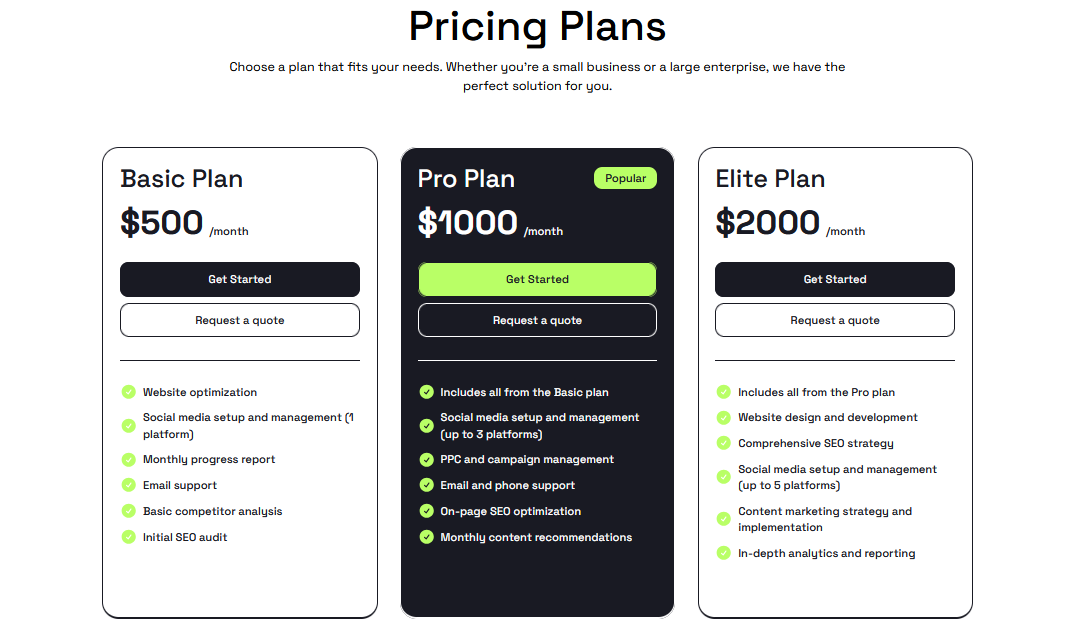 Pricing Plans
Choose a plan that fits your needs. Whether you're a small business or a large enterprise, we have the
perfect solution for you.
Basic Plan
$500 /month
Get Started
Request a quote
Website optimization
Social media setup and management (1
platform)
Monthly progress report
Email support
Basic competitor analysis
Initial SEO audit
Pro Plan
Popular
$1000 /month
Get Started
Request a quote
Includes all from the Basic plan
Social media setup and management
(up to 3 platforms)
PPC and campaign management
Email and phone support
On-page SEO optimization
Monthly content recommendations
Elite Plan
$2000 /month
Get Started
Request a quote
Includes all from the Pro plan
Website design and development
Comprehensive SEO strategy
Social media setup and management
(up to 5 platforms)
Content marketing strategy and
implementation
In-depth analytics and reporting